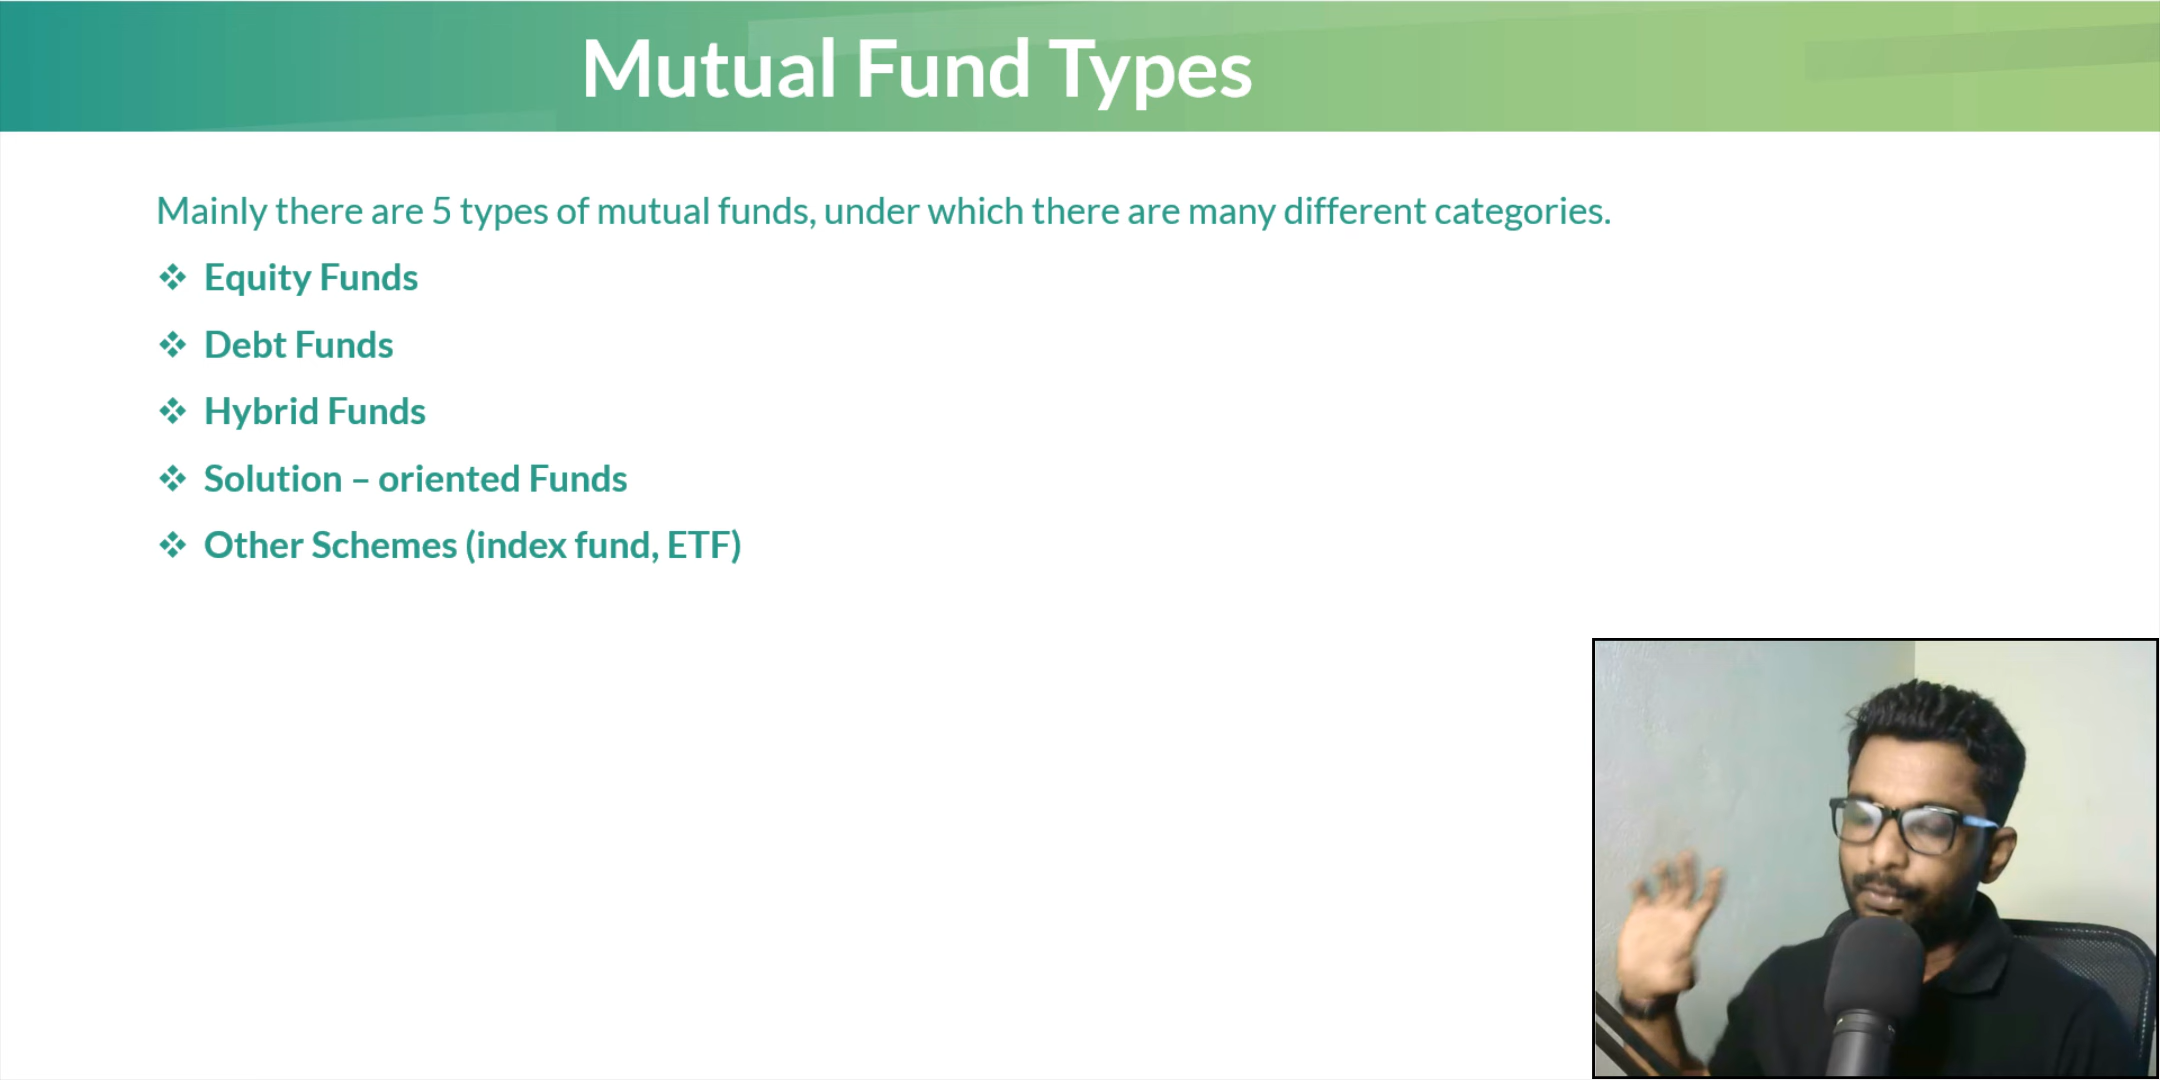 Mutual Fund Types
Mainly there are 5 types of mutual funds, under which there are many different categories.
❖ Equity Funds
❖ Debt Funds
❖ Hybrid Funds
❖ Solution – oriented Funds
❖ Other Schemes (index fund, ETF)